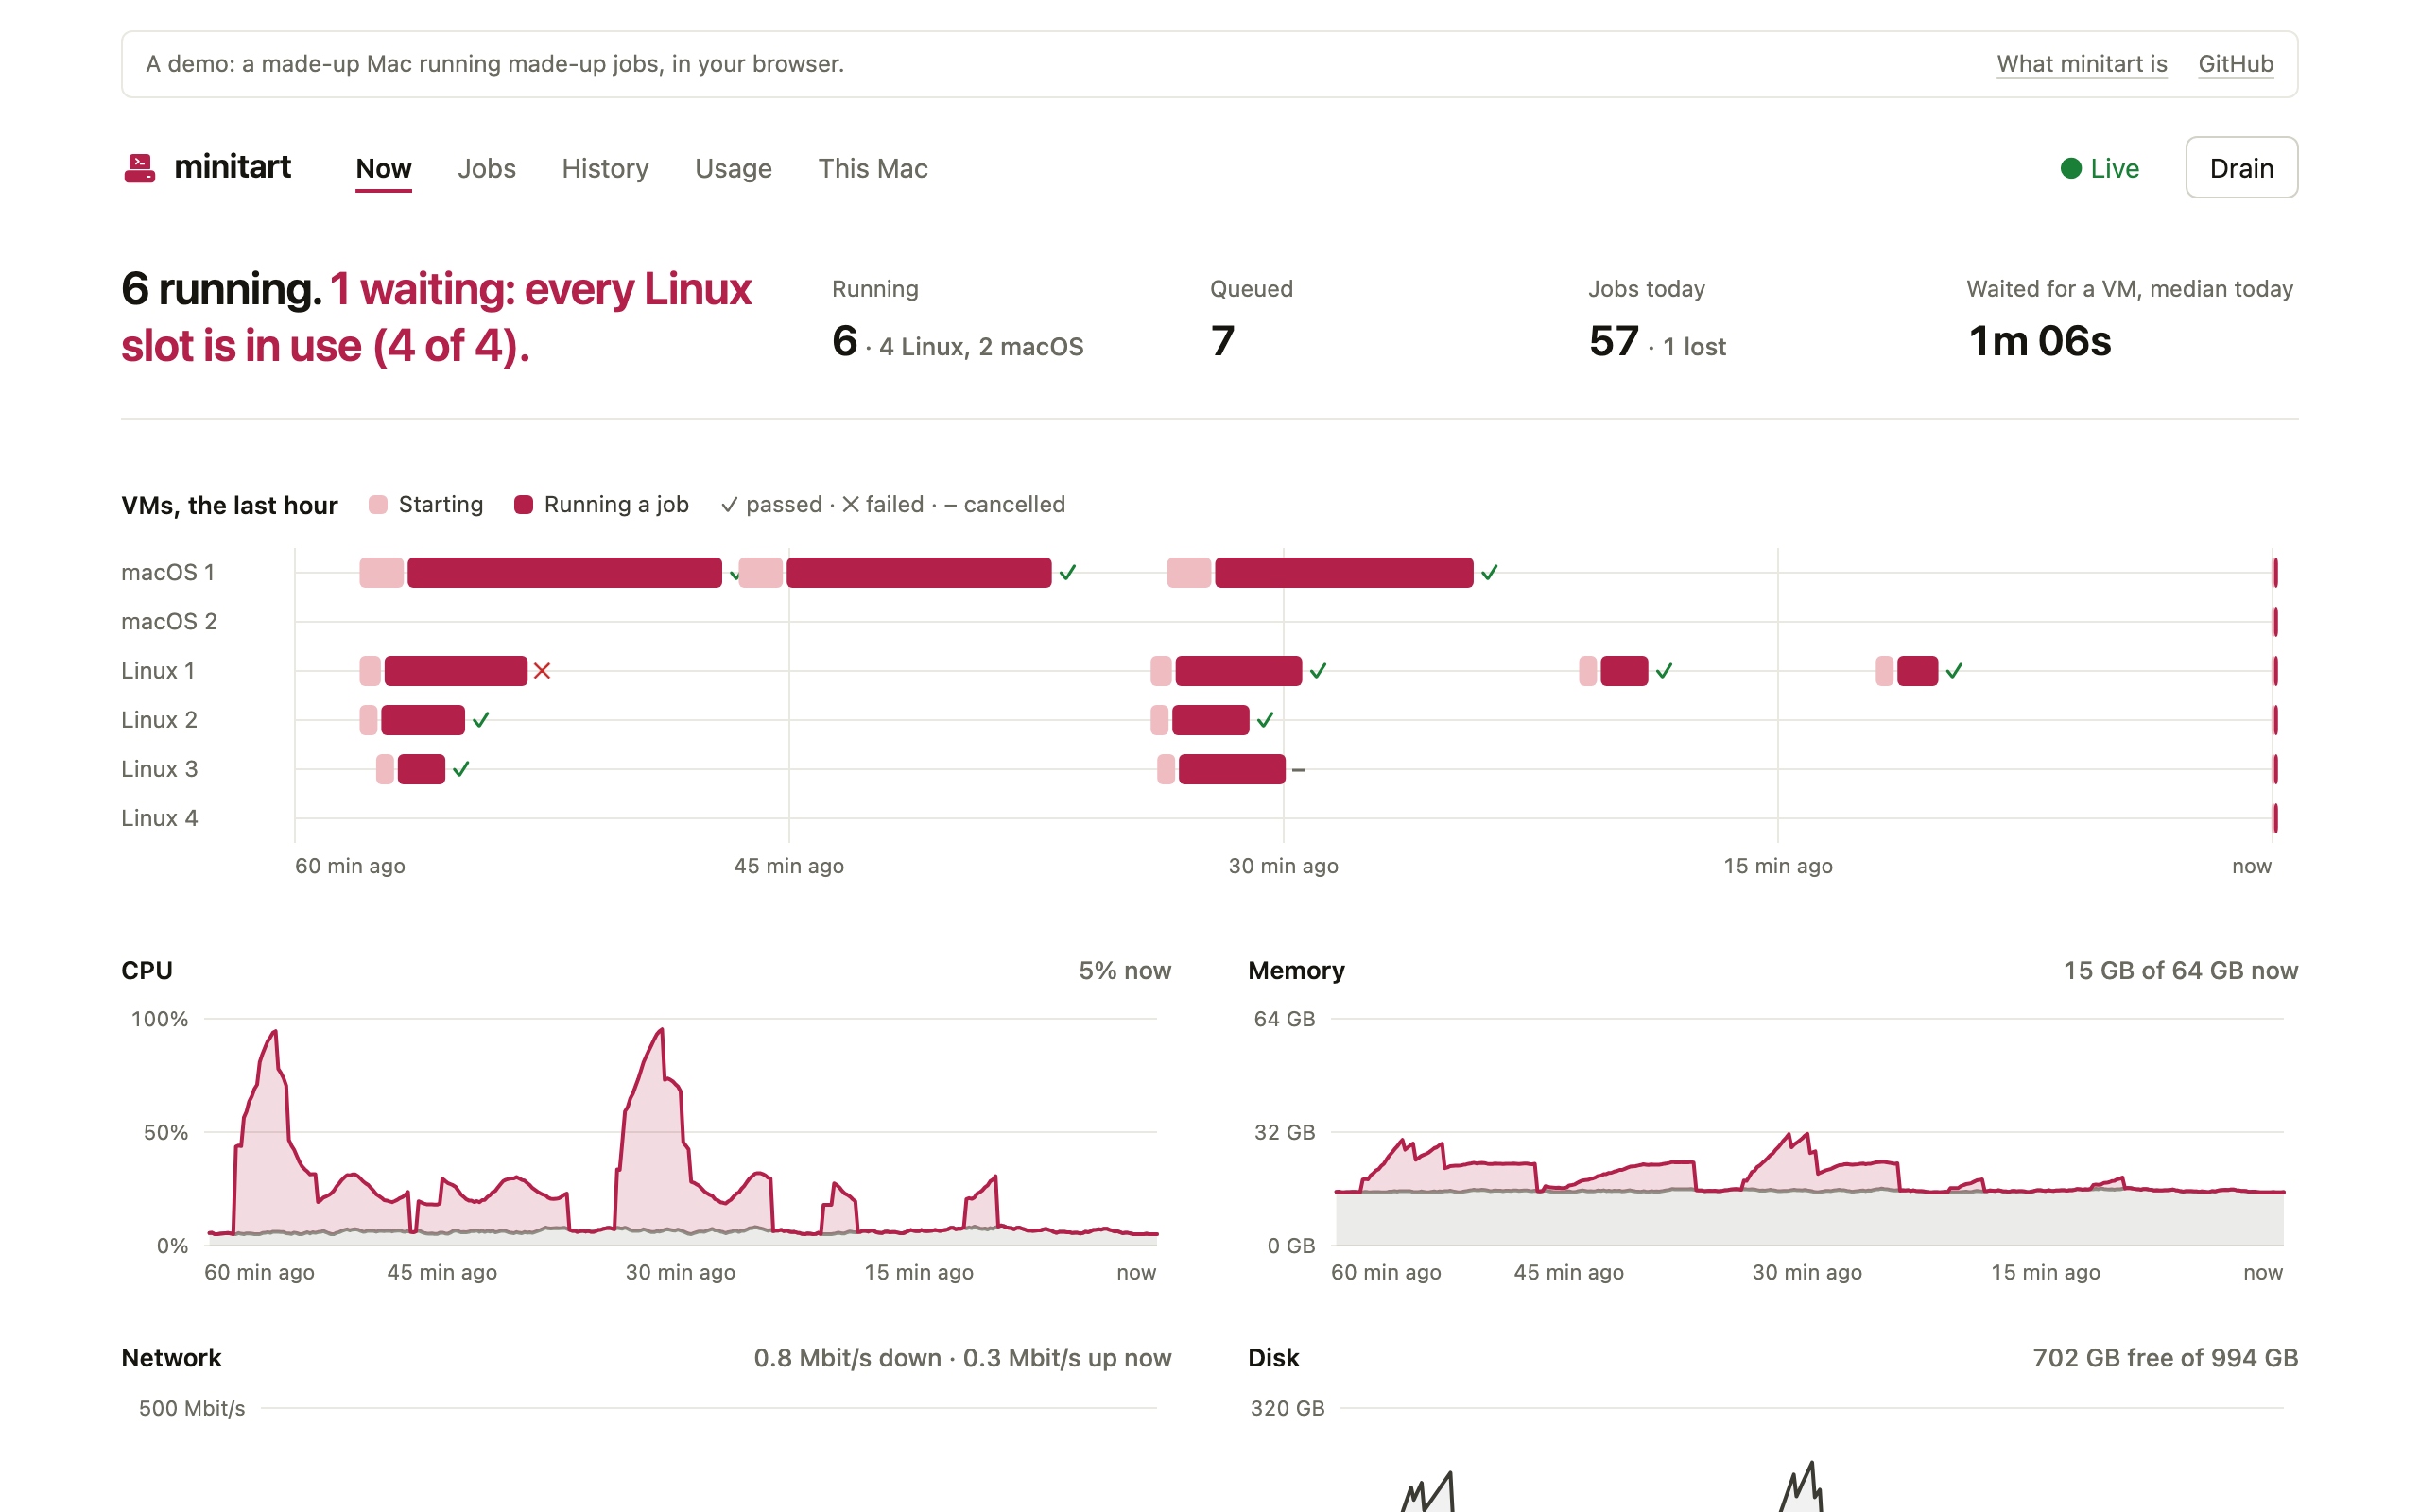 A demo: a made-up Mac running made-up jobs, in your browser.
What minitart is
GitHub
minitart
Now
Jobs
History
Usage
This Mac
Live
Drain
6 running. 1 waiting: every Linux
slot is in use (4 of 4).
Running
6 · 4 Linux, 2 macOS
Queued
7
Jobs today
57 · 1 lost
Waited for a VM, median today
1m 06s
VMs, the last hour
Starting
Running a job
✓ passed · ✕ failed · – cancelled
macOS 1
macOS 2
Linux 1
Linux 2
Linux 3
Linux 4
60 min ago
45 min ago
30 min ago
15 min ago
now
CPU
5% now
100%
50%
0%
60 min ago
45 min ago
30 min ago
15 min ago
now
Memory
15 GB of 64 GB now
64 GB
32 GB
0 GB
60 min ago
45 min ago
30 min ago
15 min ago
now
Network
0.8 Mbit/s down · 0.3 Mbit/s up now
500 Mbit/s
Disk
702 GB free of 994 GB
320 GB